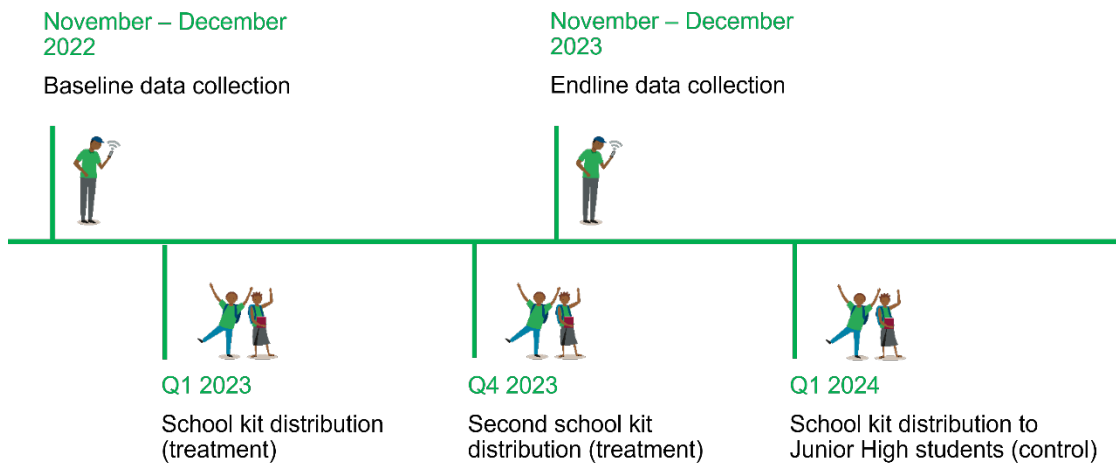 November – December
2022
Baseline data collection
November – December
2023
Endline data collection
Q1 2023
School kit distribution
(treatment)
Q4 2023
Second school kit
distribution (treatment)
Q1 2024
School kit distribution to
Junior High students (control)